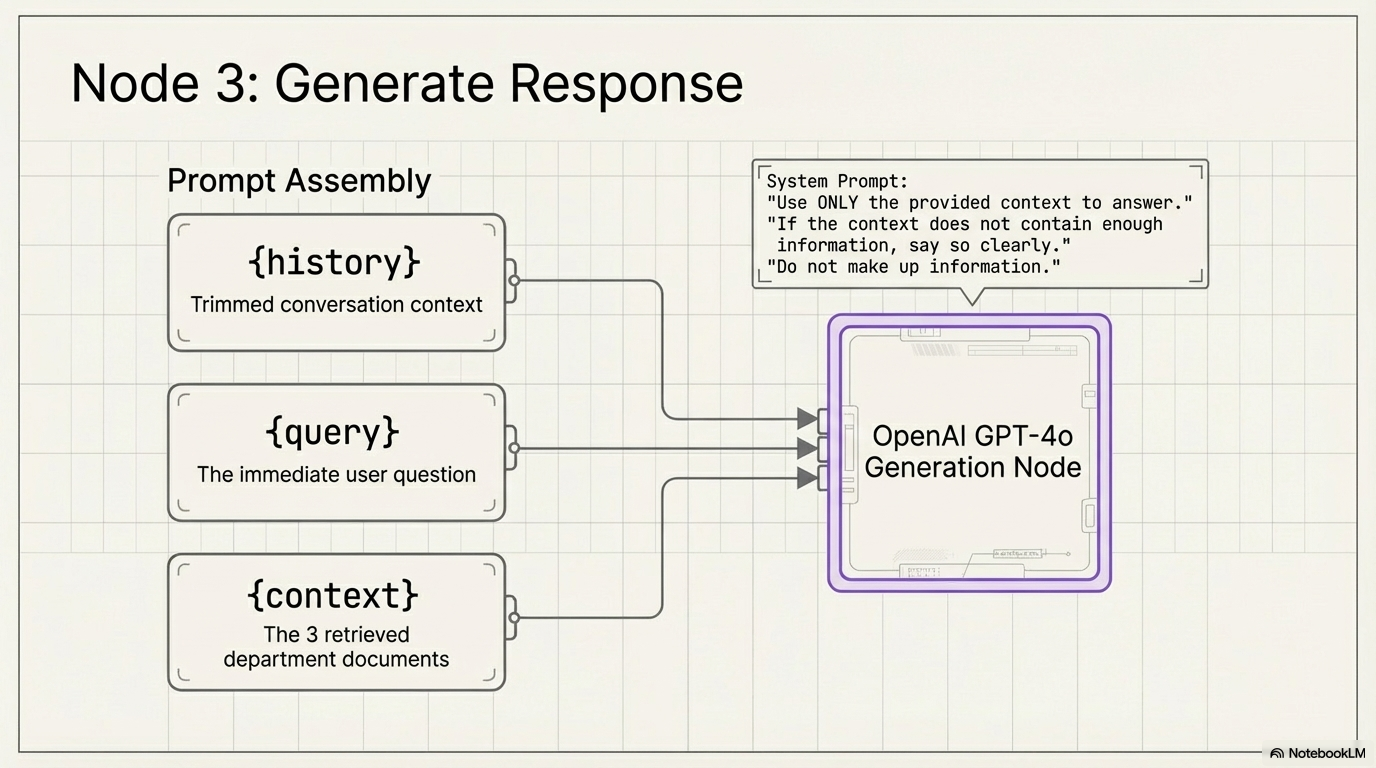 Node 3: Generate Response
Prompt Assembly
{history}
Trimmed conversation context
{query}
The immediate user question
{context}
The 3 retrieved
department documents
System Prompt:
"Use ONLY the provided context to answer."
"If the context does not contain enough
information, say so clearly."
"Do not make up information."
OpenAI GPT-4o
Generation Node
NotebookLM